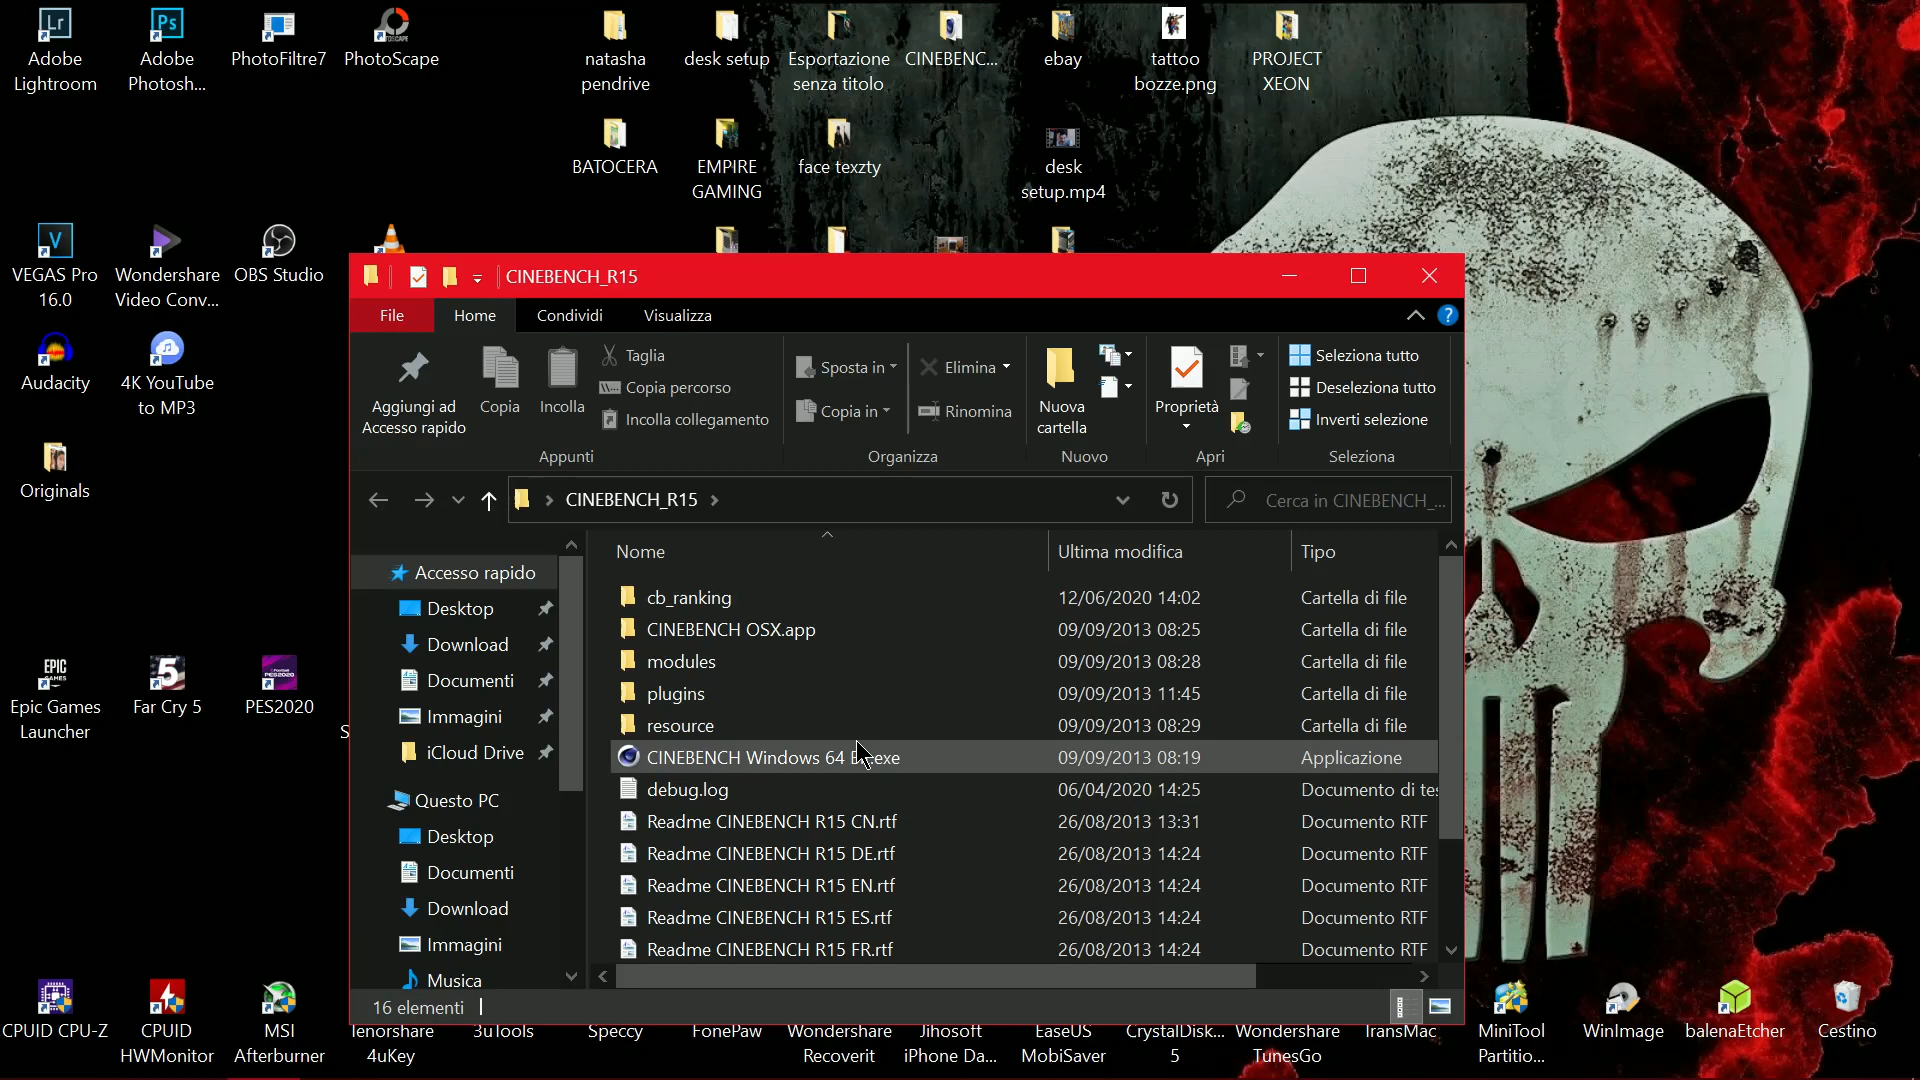 Adobe Lightroom
Adobe Photosh...
PhotoFiltre7
PhotoScape
natasha pendrive
desk setup
Esportazione senza titolo
CINEBENC...
ebay
tattoo bozze.png
PROJECT XEON
BATOCERA
EMPIRE GAMING
face texzty
desk setup.mp4
VEGAS Pro 16.0
Wondershare Video Conv...
OBS Studio
Audacity
4K YouTube to MP3
Originals
Epic Games Launcher
Far Cry 5
PES2020
S
CINEBENCH_R15
File
Home
Condividi
Visualizza
Aggiungi ad Accesso rapido
Copia
Incolla
Taglia
Copia percorso
Incolla collegamento
Appunti
Sposta in
Copia in
Elimina
Rinomina
Organizza
Nuova cartella
Nuovo
Proprietà
Apri
Seleziona tutto
Deseleziona tutto
Inverti selezione
Seleziona
CINEBENCH_R15
Cerca in CINEBENCH_...
Accesso rapido
Desktop
Download
Documenti
Immagini
iCloud Drive
Questo PC
Desktop
Documenti
Download
Immagini
Musica
Nome Ultima modifica Tipo
cb_ranking 12/06/2020 14:02 Cartella di file
CINEBENCH OSX.app 09/09/2013 08:25 Cartella di file
modules 09/09/2013 08:28 Cartella di file
plugins 09/09/2013 11:45 Cartella di file
resource 09/09/2013 08:29 Cartella di file
CINEBENCH Windows 64 exe 09/09/2013 08:19 Applicazione
debug.log 06/04/2020 14:25 Documento di te
Readme CINEBENCH R15 CN.rtf 26/08/2013 13:31 Documento RTF
Readme CINEBENCH R15 DE.rtf 26/08/2013 14:24 Documento RTF
Readme CINEBENCH R15 EN.rtf 26/08/2013 14:24 Documento RTF
Readme CINEBENCH R15 ES.rtf 26/08/2013 14:24 Documento RTF
Readme CINEBENCH R15 FR.rtf 26/08/2013 14:24 Documento RTF
16 elementi
CPUID CPU-Z
CPUID HWMonitor
MSI Afterburner
Tenorshare 4uKey
3uTools
Speccy
FonePaw
Wondershare Recoverit
Jihosoft iPhone Da...
EaseUS MobiSaver
CrystalDisk... 5
Wondershare TunesGo
TransMac
MiniTool Partitio...
WinImage
balenaEtcher
Cestino